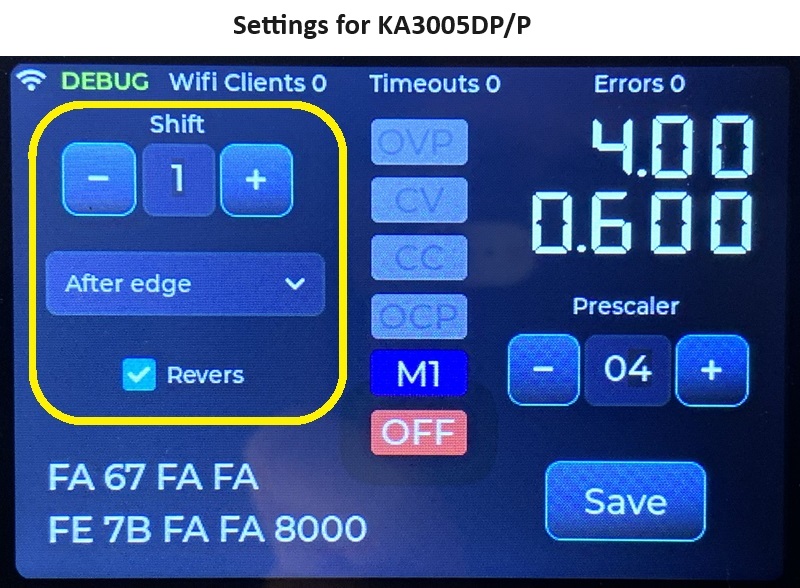 Settings for KA3005DP/P
DEBUG Wifi Clients 0 Timeouts 0 Errors 0
Shift
− 1 +
After edge
Revers
OVP
CV
CC
OCP
M1
OFF
4.00
0.600
Prescaler
− 04 +
FA 67 FA FA
FE 7B FA FA 8000
Save